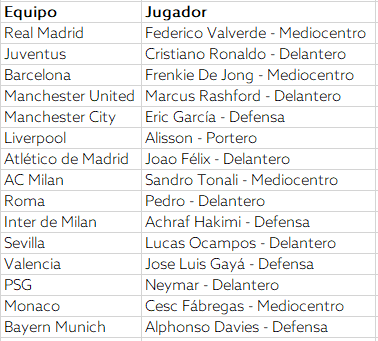 Equipo Jugador
Real Madrid Federico Valverde - Mediocentro
Juventus Cristiano Ronaldo - Delantero
Barcelona Frenkie De Jong - Mediocentro
Manchester United Marcus Rashford - Delantero
Manchester City Eric García - Defensa
Liverpool Alisson - Portero
Atlético de Madrid Joao Félix - Delantero
AC Milan Sandro Tonali - Mediocentro
Roma Pedro - Delantero
Inter de Milan Achraf Hakimi - Defensa
Sevilla Lucas Ocampos - Delantero
Valencia Jose Luis Gayá - Defensa
PSG Neymar - Delantero
Monaco Cesc Fábregas - Mediocentro
Bayern Munich Alphonso Davies - Defensa